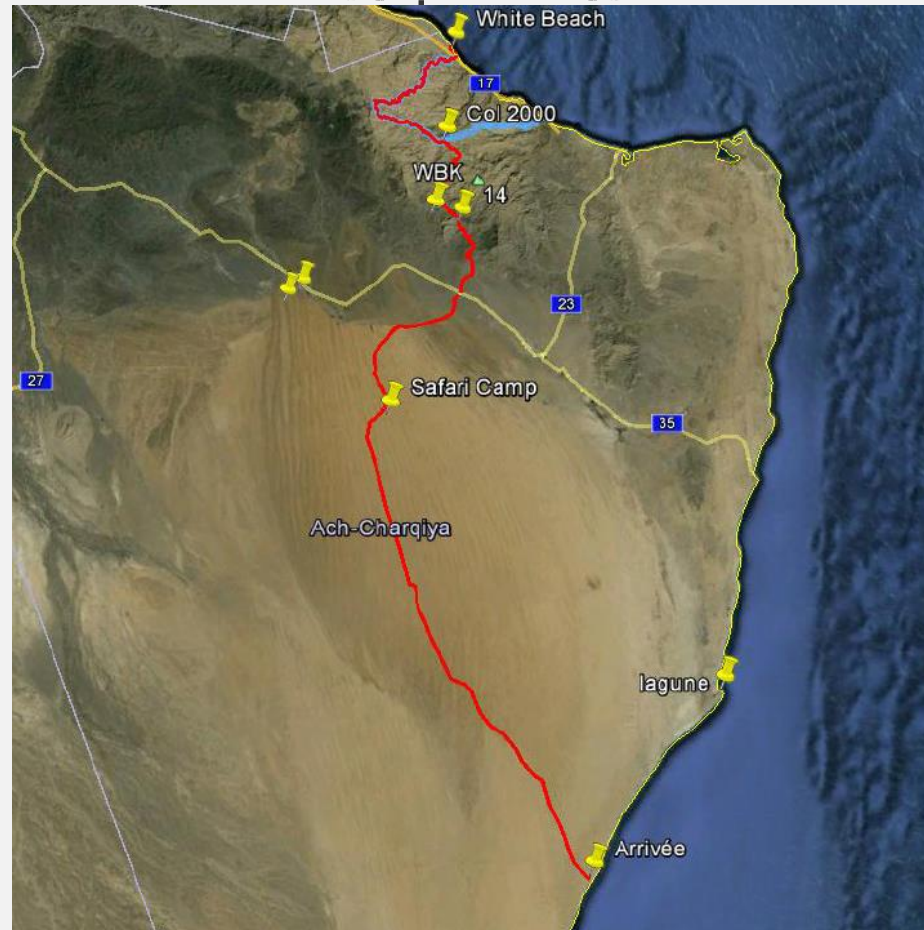 White Beach
17
Col 2000
WBK
14
23
27
Safari Camp
35
Ach-Charqiya
lagune
Arrivée